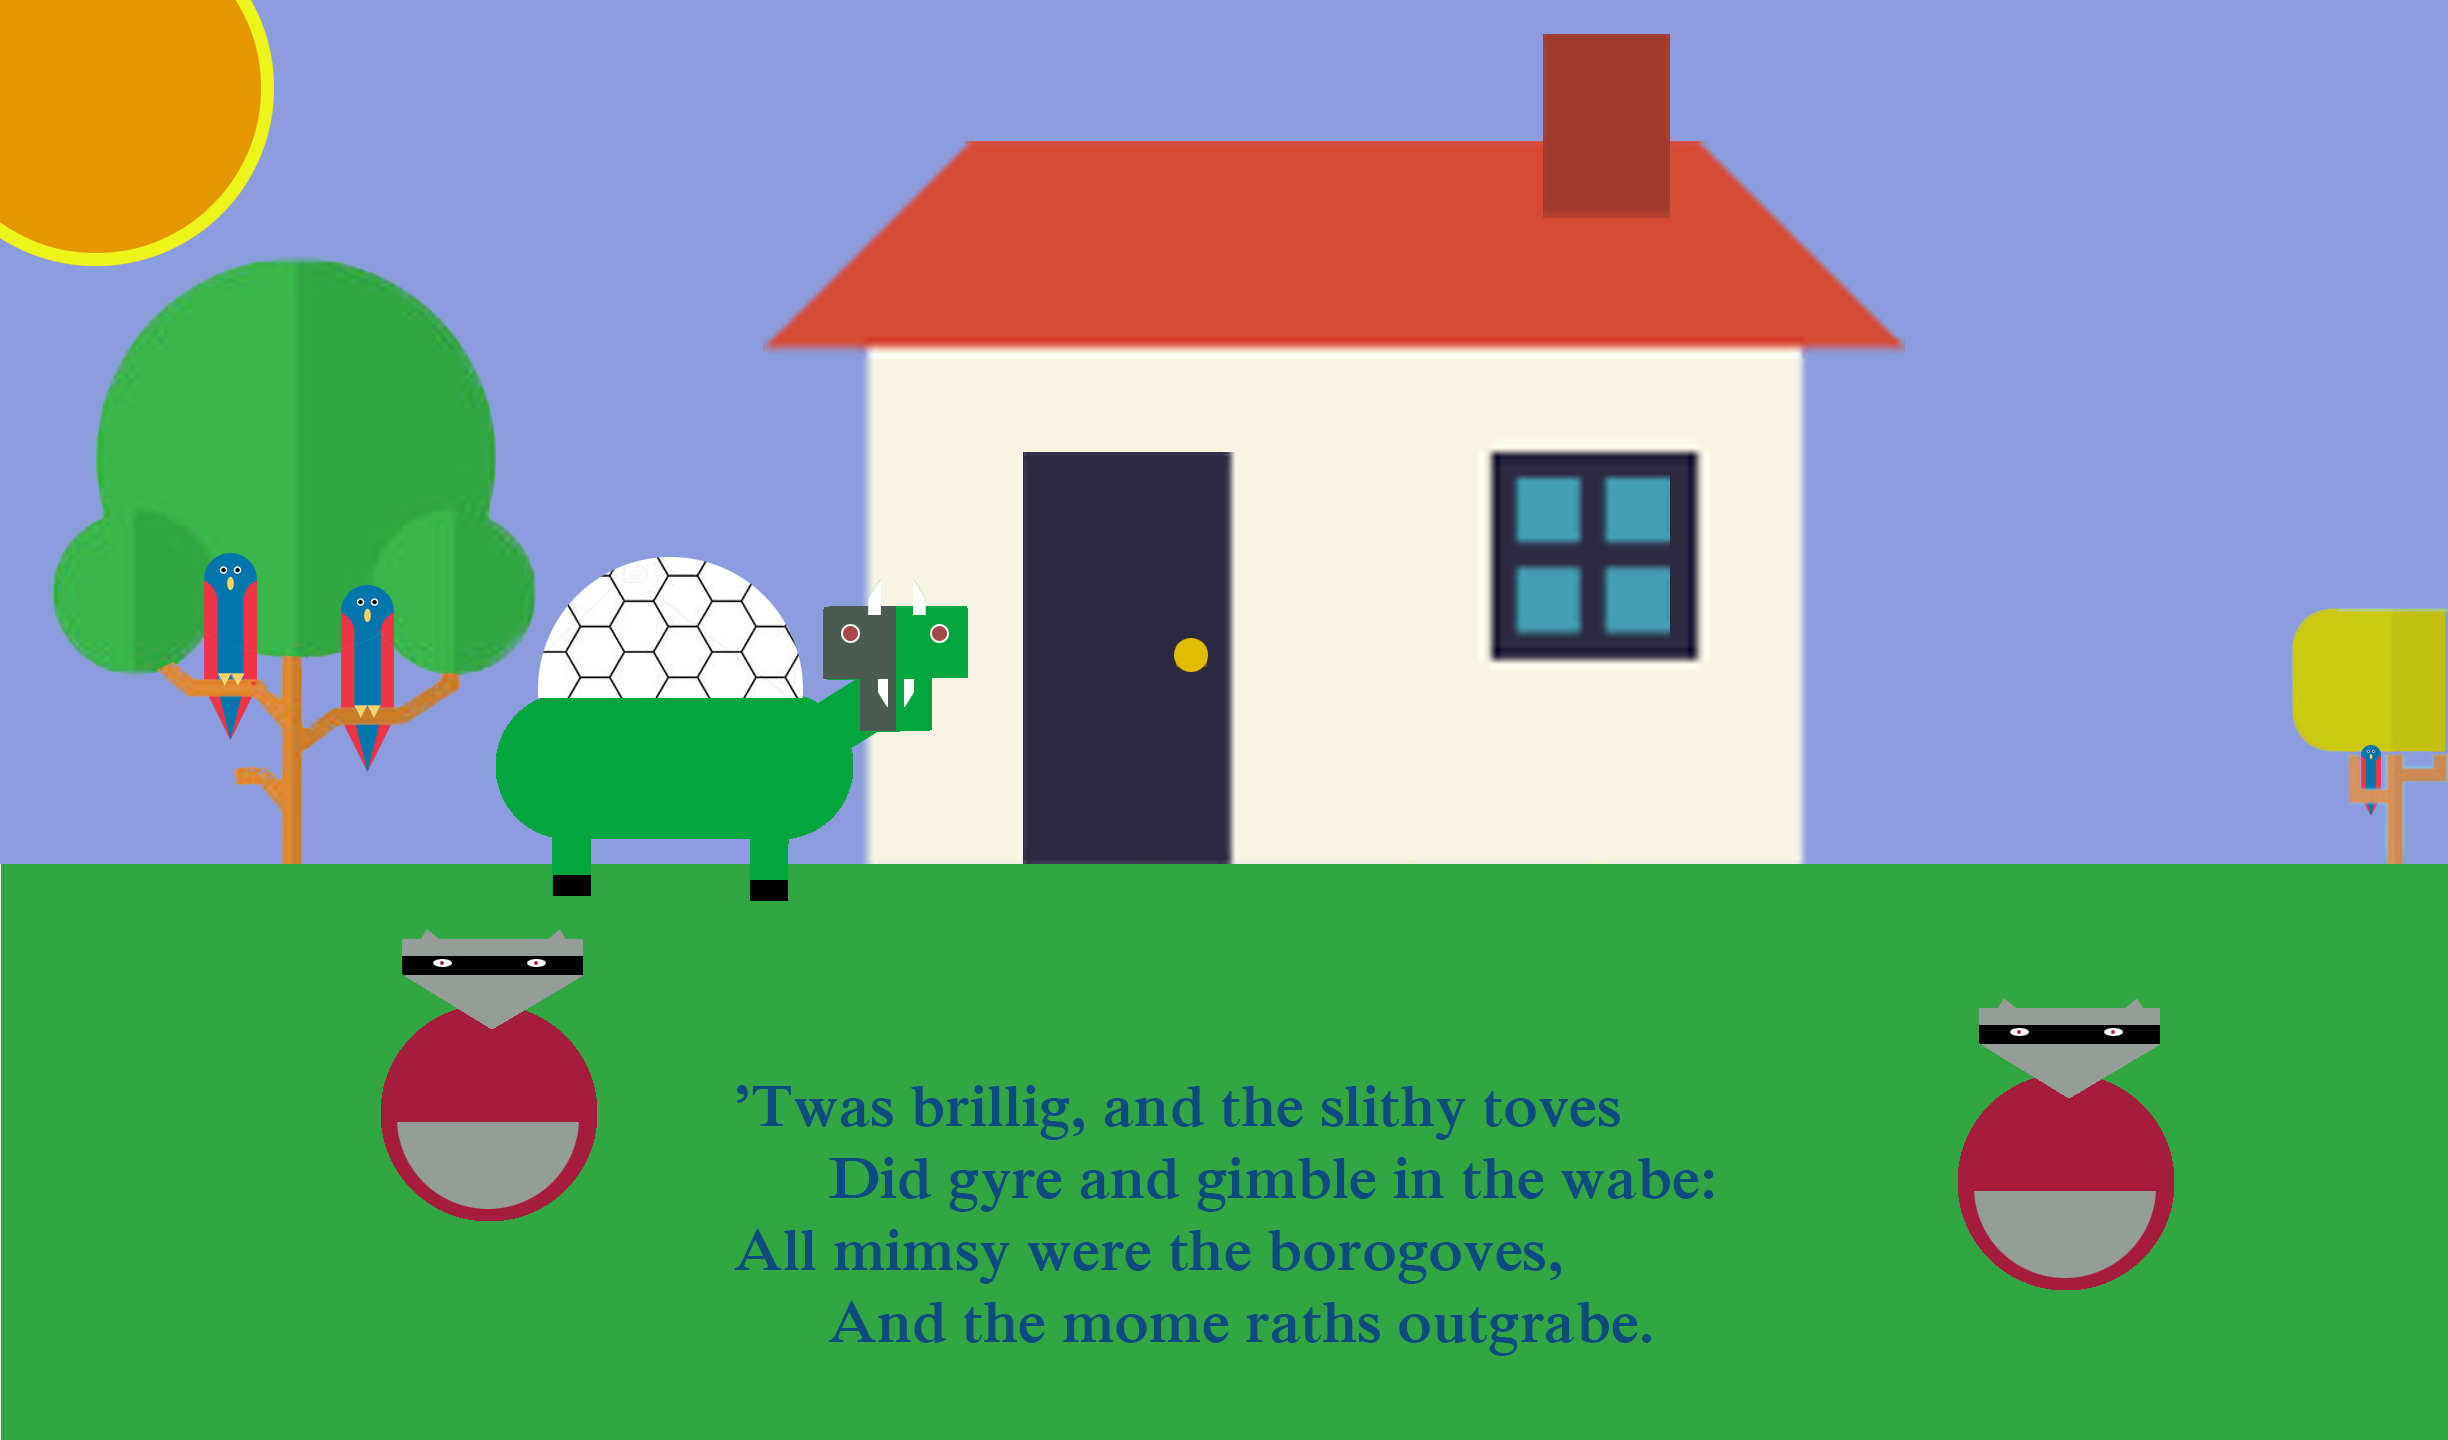 ’Twas brillig, and the slithy toves
Did gyre and gimble in the wabe:
All mimsy were the borogoves,
And the mome raths outgrabe.